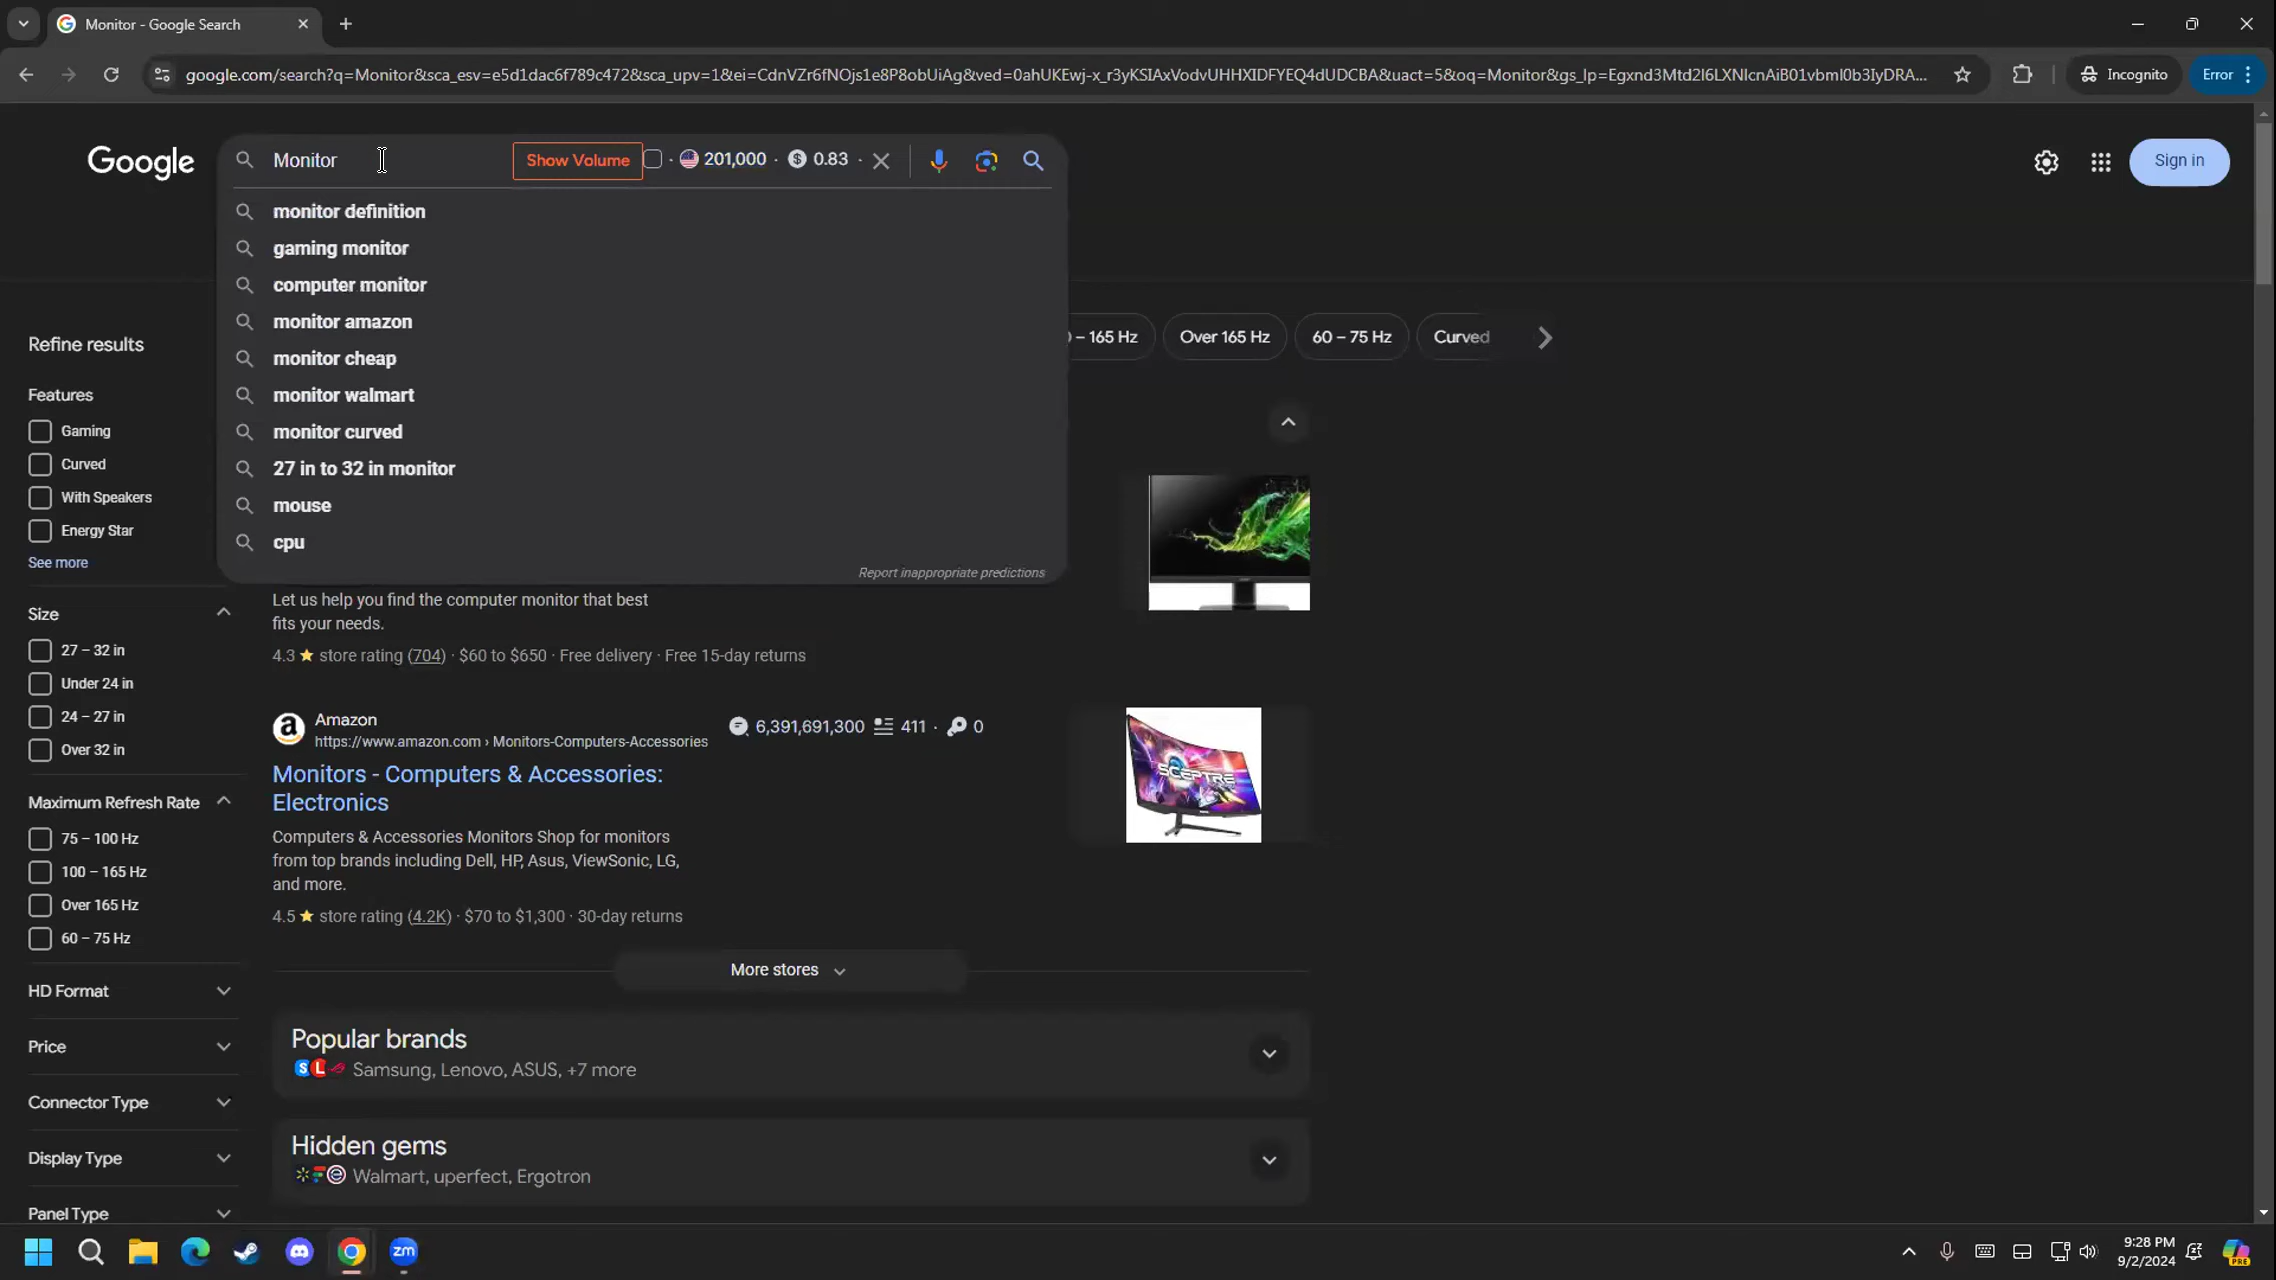 Monitor - Google Search
google.com/search?q=Monitor&sca_esv=e5d1dac6f789c472&sca_upv=1&ei=CdnVZr6fNOjs1e8P8obUiAg&ved=0ahUKEwj-x_r3yKSIAxVodvUHHXIDFYEQ4dUDCBA&uact=5&oq=Monitor&gs_lp=Egxnd3Mtd2l6LXNlcnAiB01vbml0b3IyDRA...
Incognito
Error
Google
Monitor
Show Volume
· 201,000 · 0.83 ·
Sign in
monitor definition
gaming monitor
computer monitor
monitor amazon
monitor cheap
monitor walmart
monitor curved
27 in to 32 in monitor
mouse
cpu
Report inappropriate predictions
– 165 Hz
Over 165 Hz
60 – 75 Hz
Curved
Refine results
Features
Gaming
Curved
With Speakers
Energy Star
See more
Size
27 – 32 in
Under 24 in
24 – 27 in
Over 32 in
Maximum Refresh Rate
75 – 100 Hz
100 – 165 Hz
Over 165 Hz
60 – 75 Hz
HD Format
Price
Connector Type
Display Type
Panel Type
Let us help you find the computer monitor that best
fits your needs.
4.3 ★ store rating (704) · $60 to $650 · Free delivery · Free 15-day returns
Amazon
https://www.amazon.com › Monitors-Computers-Accessories
6,391,691,300 411 · 0
Monitors - Computers & Accessories:
Electronics
Computers & Accessories Monitors Shop for monitors
from top brands including Dell, HP, Asus, ViewSonic, LG,
and more.
4.5 ★ store rating (4.2K) · $70 to $1,300 · 30-day returns
SCEPTRE
More stores
Popular brands
S L Samsung, Lenovo, ASUS, +7 more
Hidden gems
Walmart, uperfect, Ergotron
zm
9:28 PM
9/2/2024
PRE